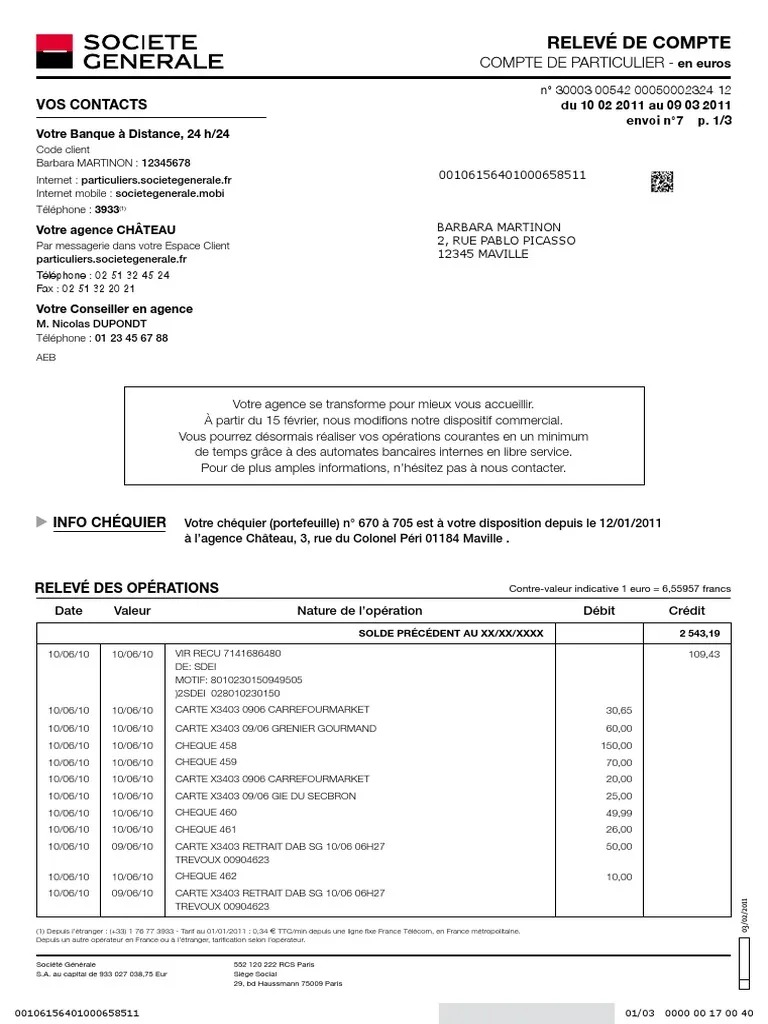 SOCIETE
GENERALE
RELEVÉ DE COMPTE
COMPTE DE PARTICULIER - en euros
n° 30003 00542 00050002324 12
du 10 02 2011 au 09 03 2011
envoi n°7 p. 1/3
VOS CONTACTS
Votre Banque à Distance, 24 h/24
Code client
Barbara MARTINON : 12345678
Internet : particuliers.societegenerale.fr
Internet mobile : societegenerale.mobi
Téléphone : 3933(1)
Votre agence CHÂTEAU
Par messagerie dans votre Espace Client
particuliers.societegenerale.fr
Téléphone : 02 51 32 45 24
Fax : 02 51 32 20 21
Votre Conseiller en agence
M. Nicolas DUPONDT
Téléphone : 01 23 45 67 88
AEB
00106156401000658511
BARBARA MARTINON
2, RUE PABLO PICASSO
12345 MAVILLE
Votre agence se transforme pour mieux vous accueillir.
À partir du 15 février, nous modifions notre dispositif commercial.
Vous pourrez désormais réaliser vos opérations courantes en un minimum
de temps grâce à des automates bancaires internes en libre service.
Pour de plus amples informations, n'hésitez pas à nous contacter.
INFO CHÉQUIER Votre chéquier (portefeuille) n° 670 à 705 est à votre disposition depuis le 12/01/2011
à l'agence Château, 3, rue du Colonel Péri 01184 Maville .
RELEVÉ DES OPÉRATIONS Contre-valeur indicative 1 euro = 6,55957 francs
Date Valeur Nature de l'opération Débit Crédit
SOLDE PRÉCÉDENT AU XX/XX/XXXX 2 543,19
10/06/10 10/06/10 VIR RECU 7141686480 109,43
DE: SDEI
MOTIF: 8010230150949505
)2SDEI 028010230150
10/06/10 10/06/10 CARTE X3403 0906 CARREFOURMARKET 30,65
10/06/10 10/06/10 CARTE X3403 09/06 GRENIER GOURMAND 60,00
10/06/10 10/06/10 CHEQUE 458 150,00
10/06/10 10/06/10 CHEQUE 459 70,00
10/06/10 10/06/10 CARTE X3403 0906 CARREFOURMARKET 20,00
10/06/10 10/06/10 CARTE X3403 09/06 GIE DU SECBRON 25,00
10/06/10 10/06/10 CHEQUE 460 49,99
10/06/10 10/06/10 CHEQUE 461 26,00
10/06/10 09/06/10 CARTE X3403 RETRAIT DAB SG 10/06 06H27 50,00
TREVOUX 00904623
10/06/10 10/06/10 CHEQUE 462 10,00
10/06/10 09/06/10 CARTE X3403 RETRAIT DAB SG 10/06 06H27
TREVOUX 00904623
(1) Depuis l'étranger : (+33) 1 76 77 3933 - Tarif au 01/01/2011 : 0,34 € TTC/min depuis une ligne fixe France Télécom, en France métropolitaine.
Depuis un autre opérateur en France ou à l'étranger, tarification selon l'opérateur.
03/02/2011
Société Générale
S.A. au capital de 933 027 038,75 Eur
552 120 222 RCS Paris
Siège Social
29, bd Haussmann 75009 Paris
00106156401000658511
01/03 0000 00 17 00 40